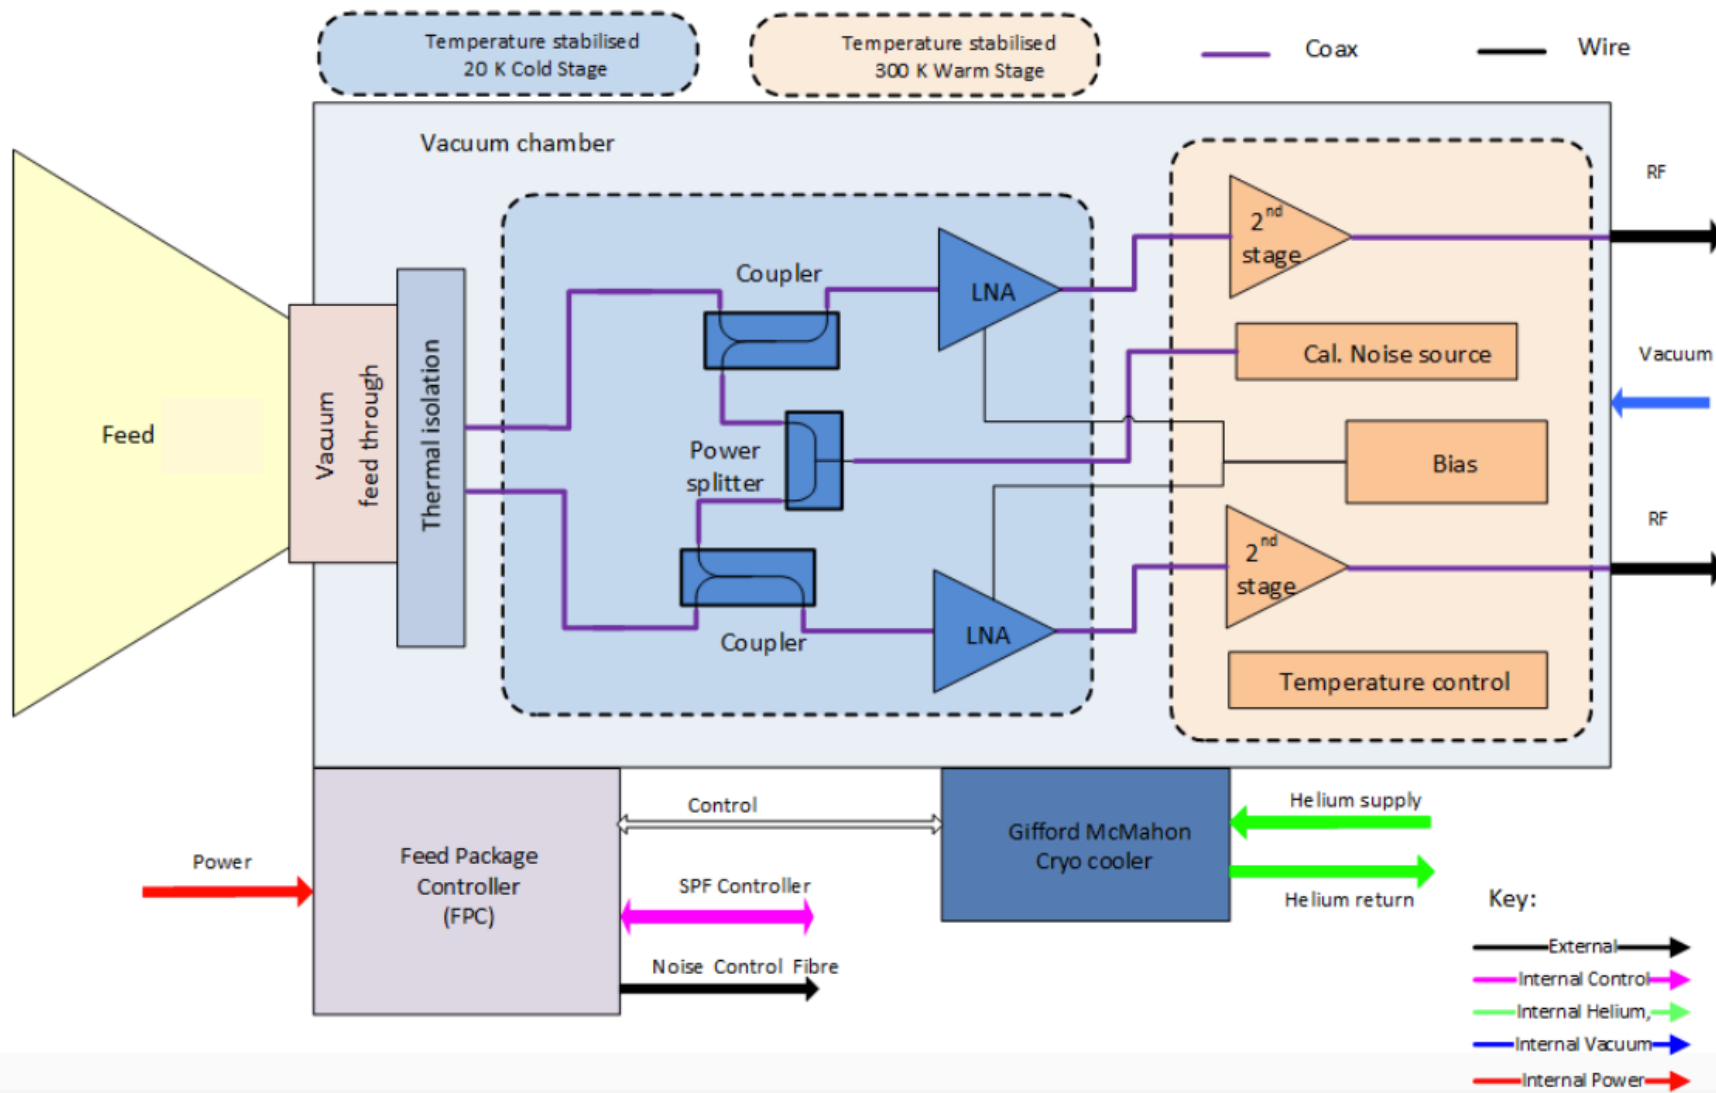 Temperature stabilised
20 K Cold Stage
Temperature stabilised
300 K Warm Stage
Coax
Wire
Vacuum chamber
RF
2nd
stage
Coupler
LNA
Cal. Noise source
Vacuum
Feed
Vacuum
feed through
Thermal isolation
Power
splitter
Bias
RF
2nd
stage
LNA
Coupler
Temperature control
Control
Helium supply
Gifford McMahon
Cryo cooler
Feed Package
Controller
(FPC)
Power
SPF Controller
Helium return
Noise Control Fibre
Key:
External
Internal Control
Internal Helium,
Internal Vacuum
Internal Power